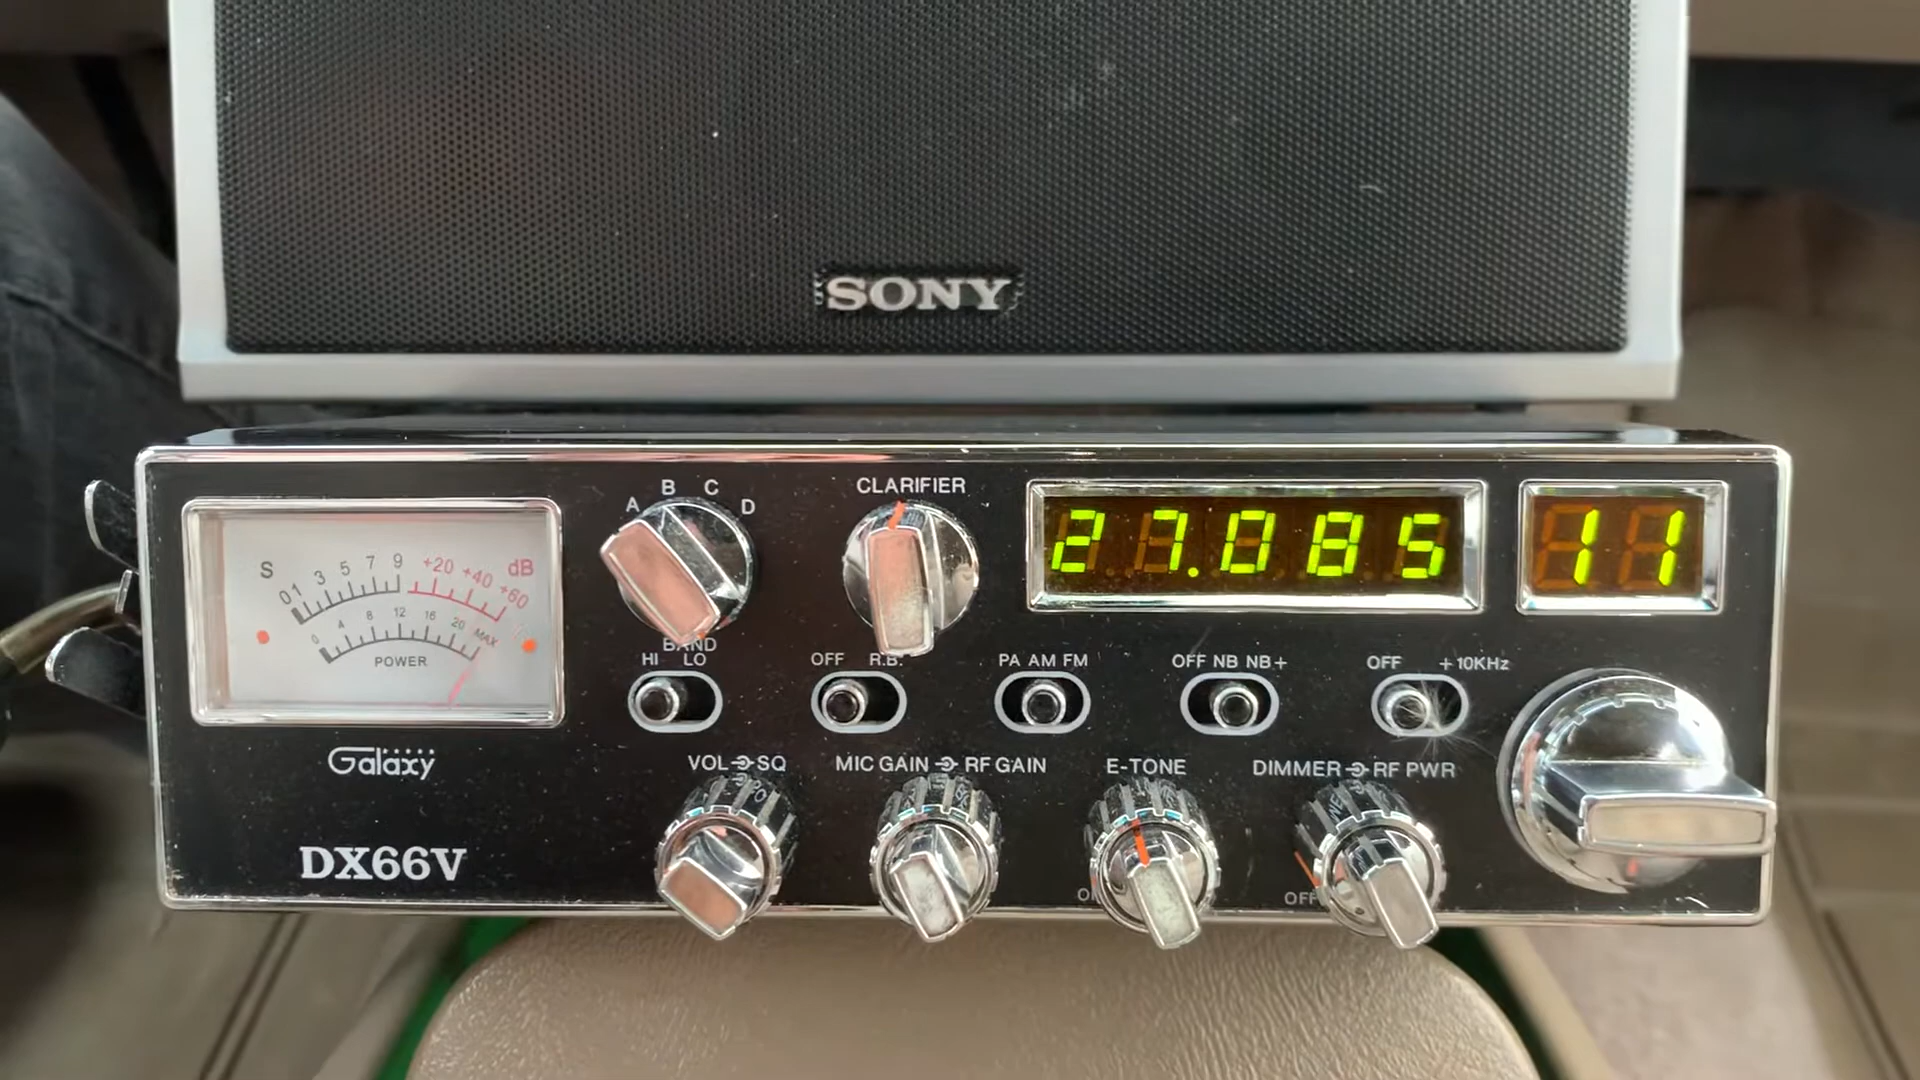 SONY
A B C D
CLARIFIER
27.085
11
S 01 3 5 7 9 +20 +40 +60 dB
0 4 8 12 16 20 MAX
POWER
BAND
HI LO
OFF R.B.
PA AM FM
OFF NB NB+
OFF +10KHz
Galaxy
VOL SQ
MIC GAIN RF GAIN
E-TONE
DIMMER RF PWR
DX66V
OFF